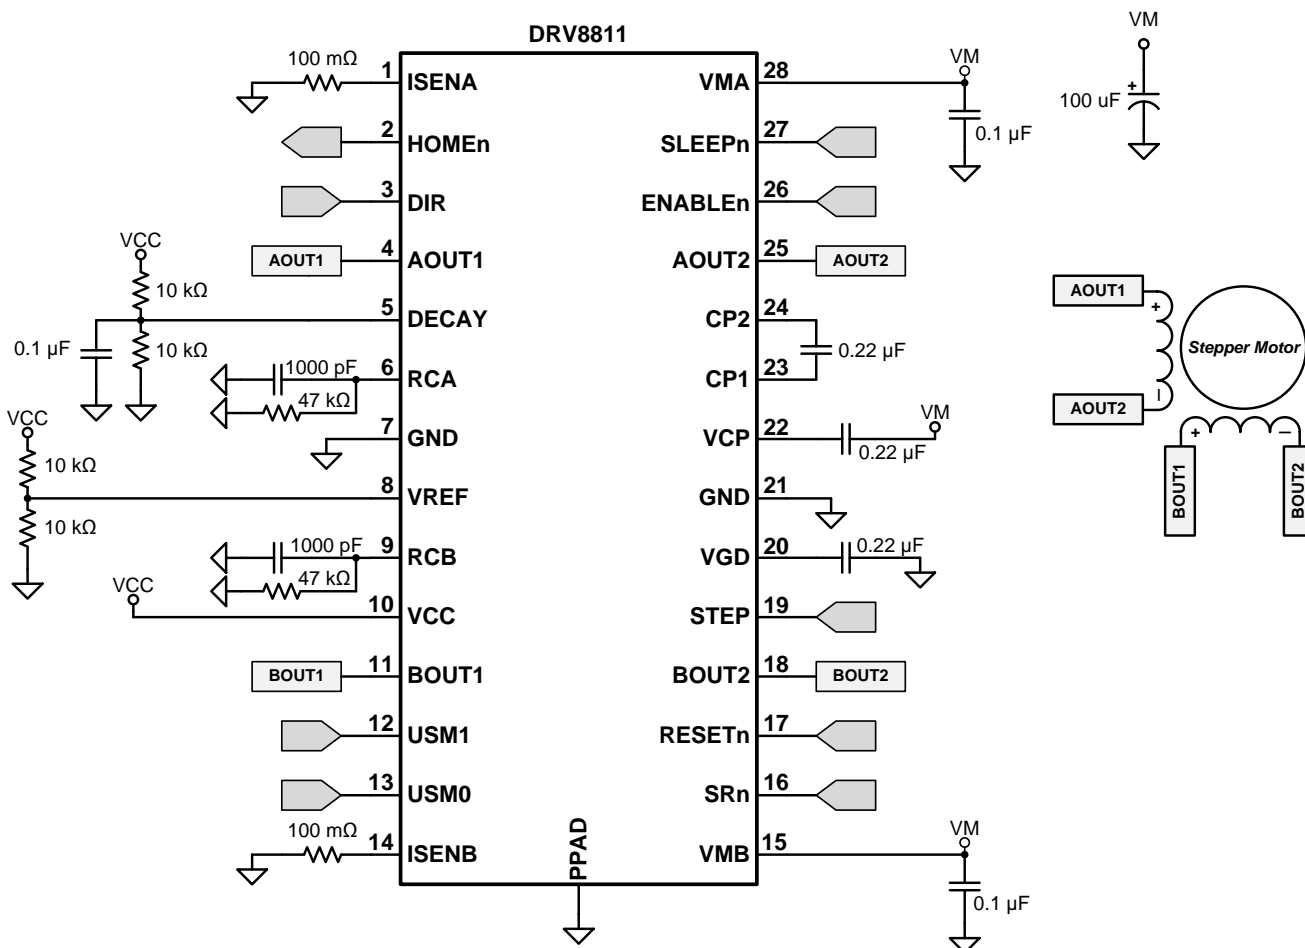 DRV8811
VM
100 mΩ
1 ISENA
VMA 28
VM
100 uF
+
0.1 µF
2 HOMEn
SLEEPn 27
3 DIR
ENABLEn 26
VCC
AOUT1
4 AOUT1
AOUT2 25
AOUT2
10 kΩ
5 DECAY
CP2 24
0.1 µF
10 kΩ
0.22 µF
1000 pF
6 RCA
CP1 23
47 kΩ
VCC
7 GND
VCP 22
VM
0.22 µF
10 kΩ
8 VREF
GND 21
10 kΩ
1000 pF
9 RCB
VGD 20
0.22 µF
47 kΩ
VCC
10 VCC
STEP 19
BOUT1
11 BOUT1
BOUT2 18
BOUT2
12 USM1
RESETn 17
13 USM0
SRn 16
100 mΩ
14 ISENB
VMB 15
VM
0.1 µF
PPAD
AOUT1
+
Stepper Motor
–
AOUT2
+
–
BOUT1
BOUT2